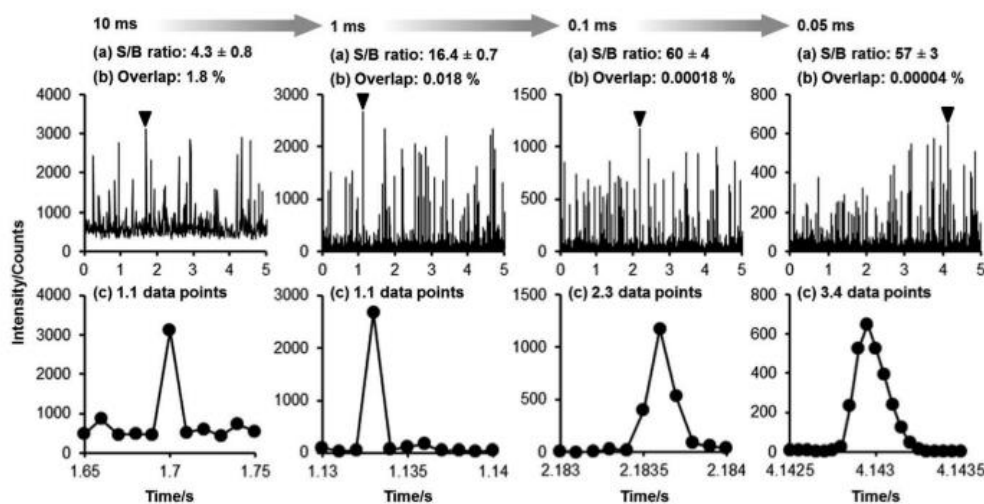 10 ms
1 ms
0.1 ms
0.05 ms
(a) S/B ratio: 4.3 ± 0.8
(a) S/B ratio: 16.4 ± 0.7
(a) S/B ratio: 60 ± 4
(a) S/B ratio: 57 ± 3
(b) Overlap: 1.8 %
(b) Overlap: 0.018 %
(b) Overlap: 0.00018 %
(b) Overlap: 0.00004 %
4000
3000
2000
1000
0
0 1 2 3 4 5
3000
2000
1000
0
0 1 2 3 4 5
1500
1000
500
0
0 1 2 3 4 5
800
600
400
200
0
0 1 2 3 4 5
Intensity/Counts
(c) 1.1 data points
4000
3000
2000
1000
0
1.65 1.7 1.75
Time/s
(c) 1.1 data points
3000
2000
1000
0
1.13 1.135 1.14
Time/s
(c) 2.3 data points
1500
1000
500
0
2.183 2.1835 2.184
Time/s
(c) 3.4 data points
800
600
400
200
0
4.1425 4.143 4.1435
Time/s